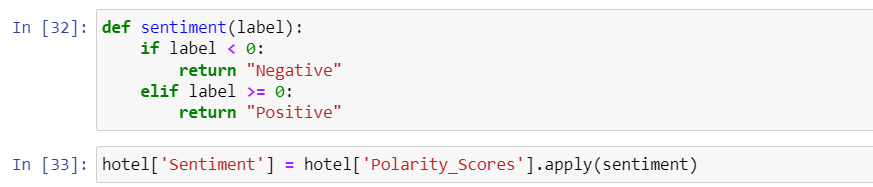 In [32]: def sentiment(label):
    if label < 0:
        return "Negative"
    elif label >= 0:
        return "Positive"
In [33]: hotel['Sentiment'] = hotel['Polarity_Scores'].apply(sentiment)